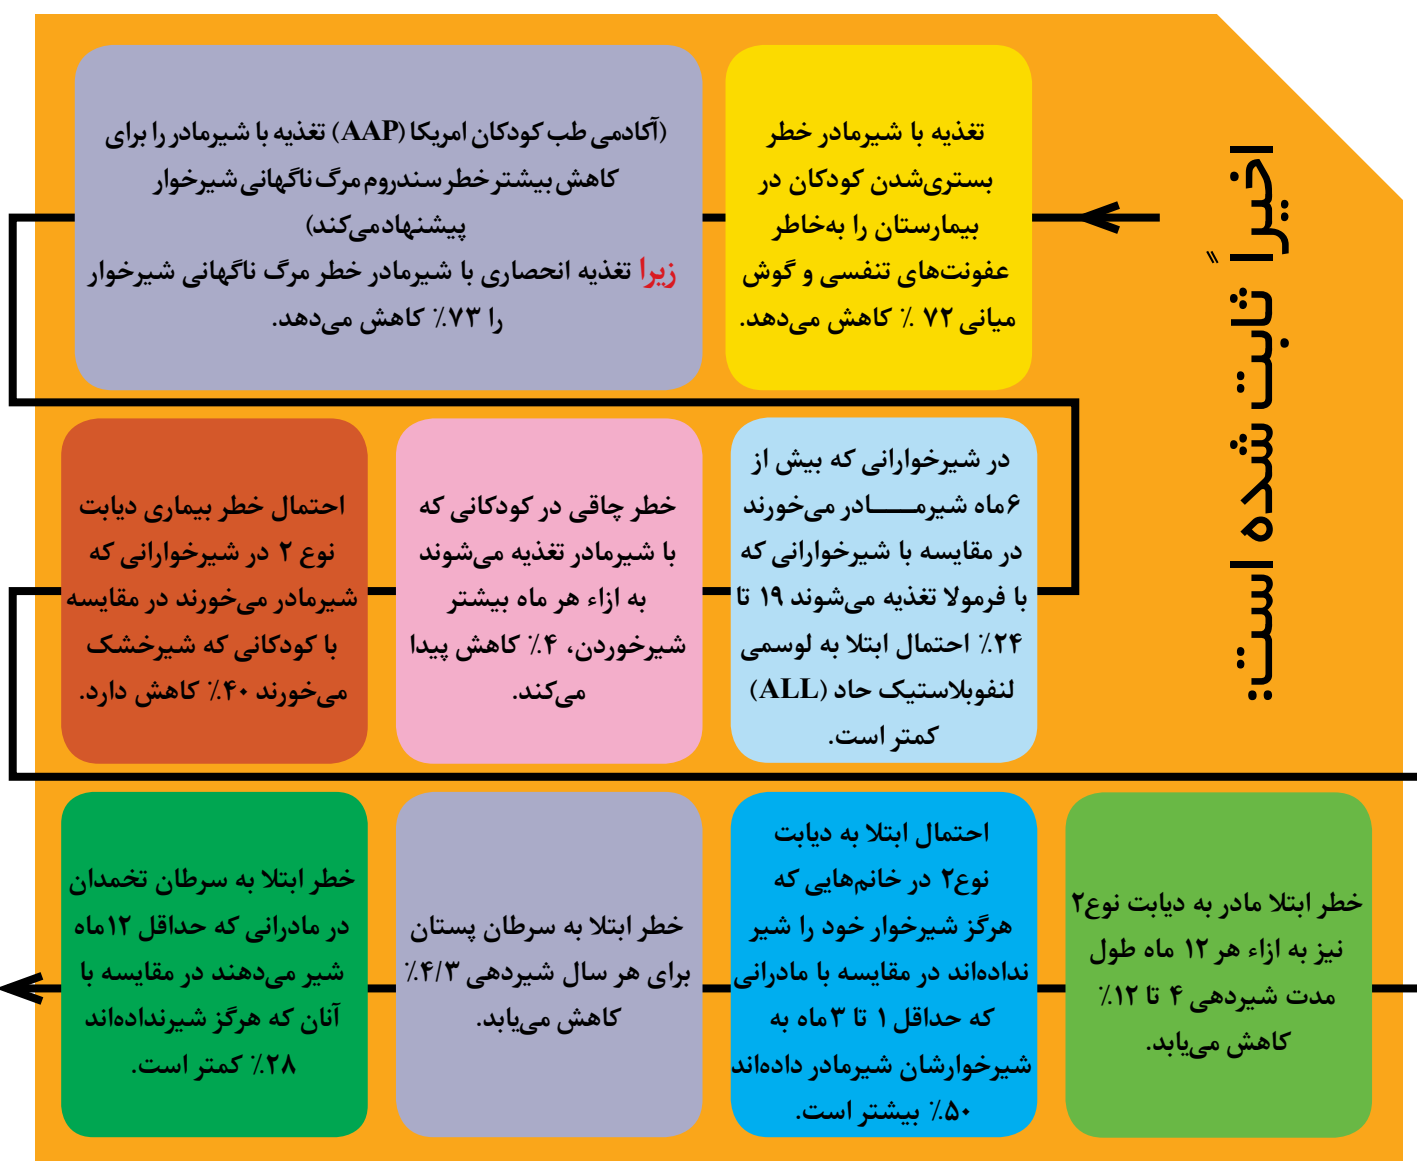 اخیراً ثابت شده است:
تغذیه با شیرمادر خطر
بستری‌شدن کودکان در
بیمارستان را به‌خاطر
عفونت‌های تنفسی و گوش
میانی ۷۲ ٪ کاهش می‌دهد.
(آکادمی طب کودکان امریکا (AAP) تغذیه با شیرمادر را برای
کاهش بیشتر خطر سندروم مرگ ناگهانی شیرخوار
پیشنهادمی‌کند)
زیرا تغذیه انحصاری با شیرمادر خطر مرگ ناگهانی شیرخوار
را ۷۳٪ کاهش می‌دهد.
در شیرخوارانی که بیش از
۶ماه شیرمــــادر می‌خورند
در مقایسه با شیرخوارانی که
با فرمولا تغذیه می‌شوند ۱۹ تا
۲۴٪ احتمال ابتلا به لوسمی
لنفوبلاستیک حاد (ALL)
کمتر است.
خطر چاقی در کودکانی که
با شیرمادر تغذیه می‌شوند
به ازاء هر ماه بیشتر
شیرخوردن، ۴٪ کاهش پیدا
می‌کند.
احتمال خطر بیماری دیابت
نوع ۲ در شیرخوارانی که
شیرمادر می‌خورند در مقایسه
با کودکانی که شیرخشک
می‌خورند ۴۰٪ کاهش دارد.
خطر ابتلا مادر به دیابت نوع۲
نیز به ازاء هر ۱۲ ماه طول
مدت شیردهی ۴ تا ۱۲٪
کاهش می‌یابد.
احتمال ابتلا به دیابت
نوع۲ در خانم‌هایی که
هرگز شیرخوار خود را شیر
نداده‌اند در مقایسه با مادرانی
که حداقل ۱ تا ۳ماه به
شیرخوارشان شیرمادر داده‌اند
۵۰٪ بیشتر است.
خطر ابتلا به سرطان پستان
برای هر سال شیردهی ۴/۳٪
کاهش می‌یابد.
خطر ابتلا به سرطان تخمدان
در مادرانی که حداقل ۱۲ماه
شیر می‌دهند در مقایسه با
آنان که هرگز شیرنداده‌اند
۲۸٪ کمتر است.